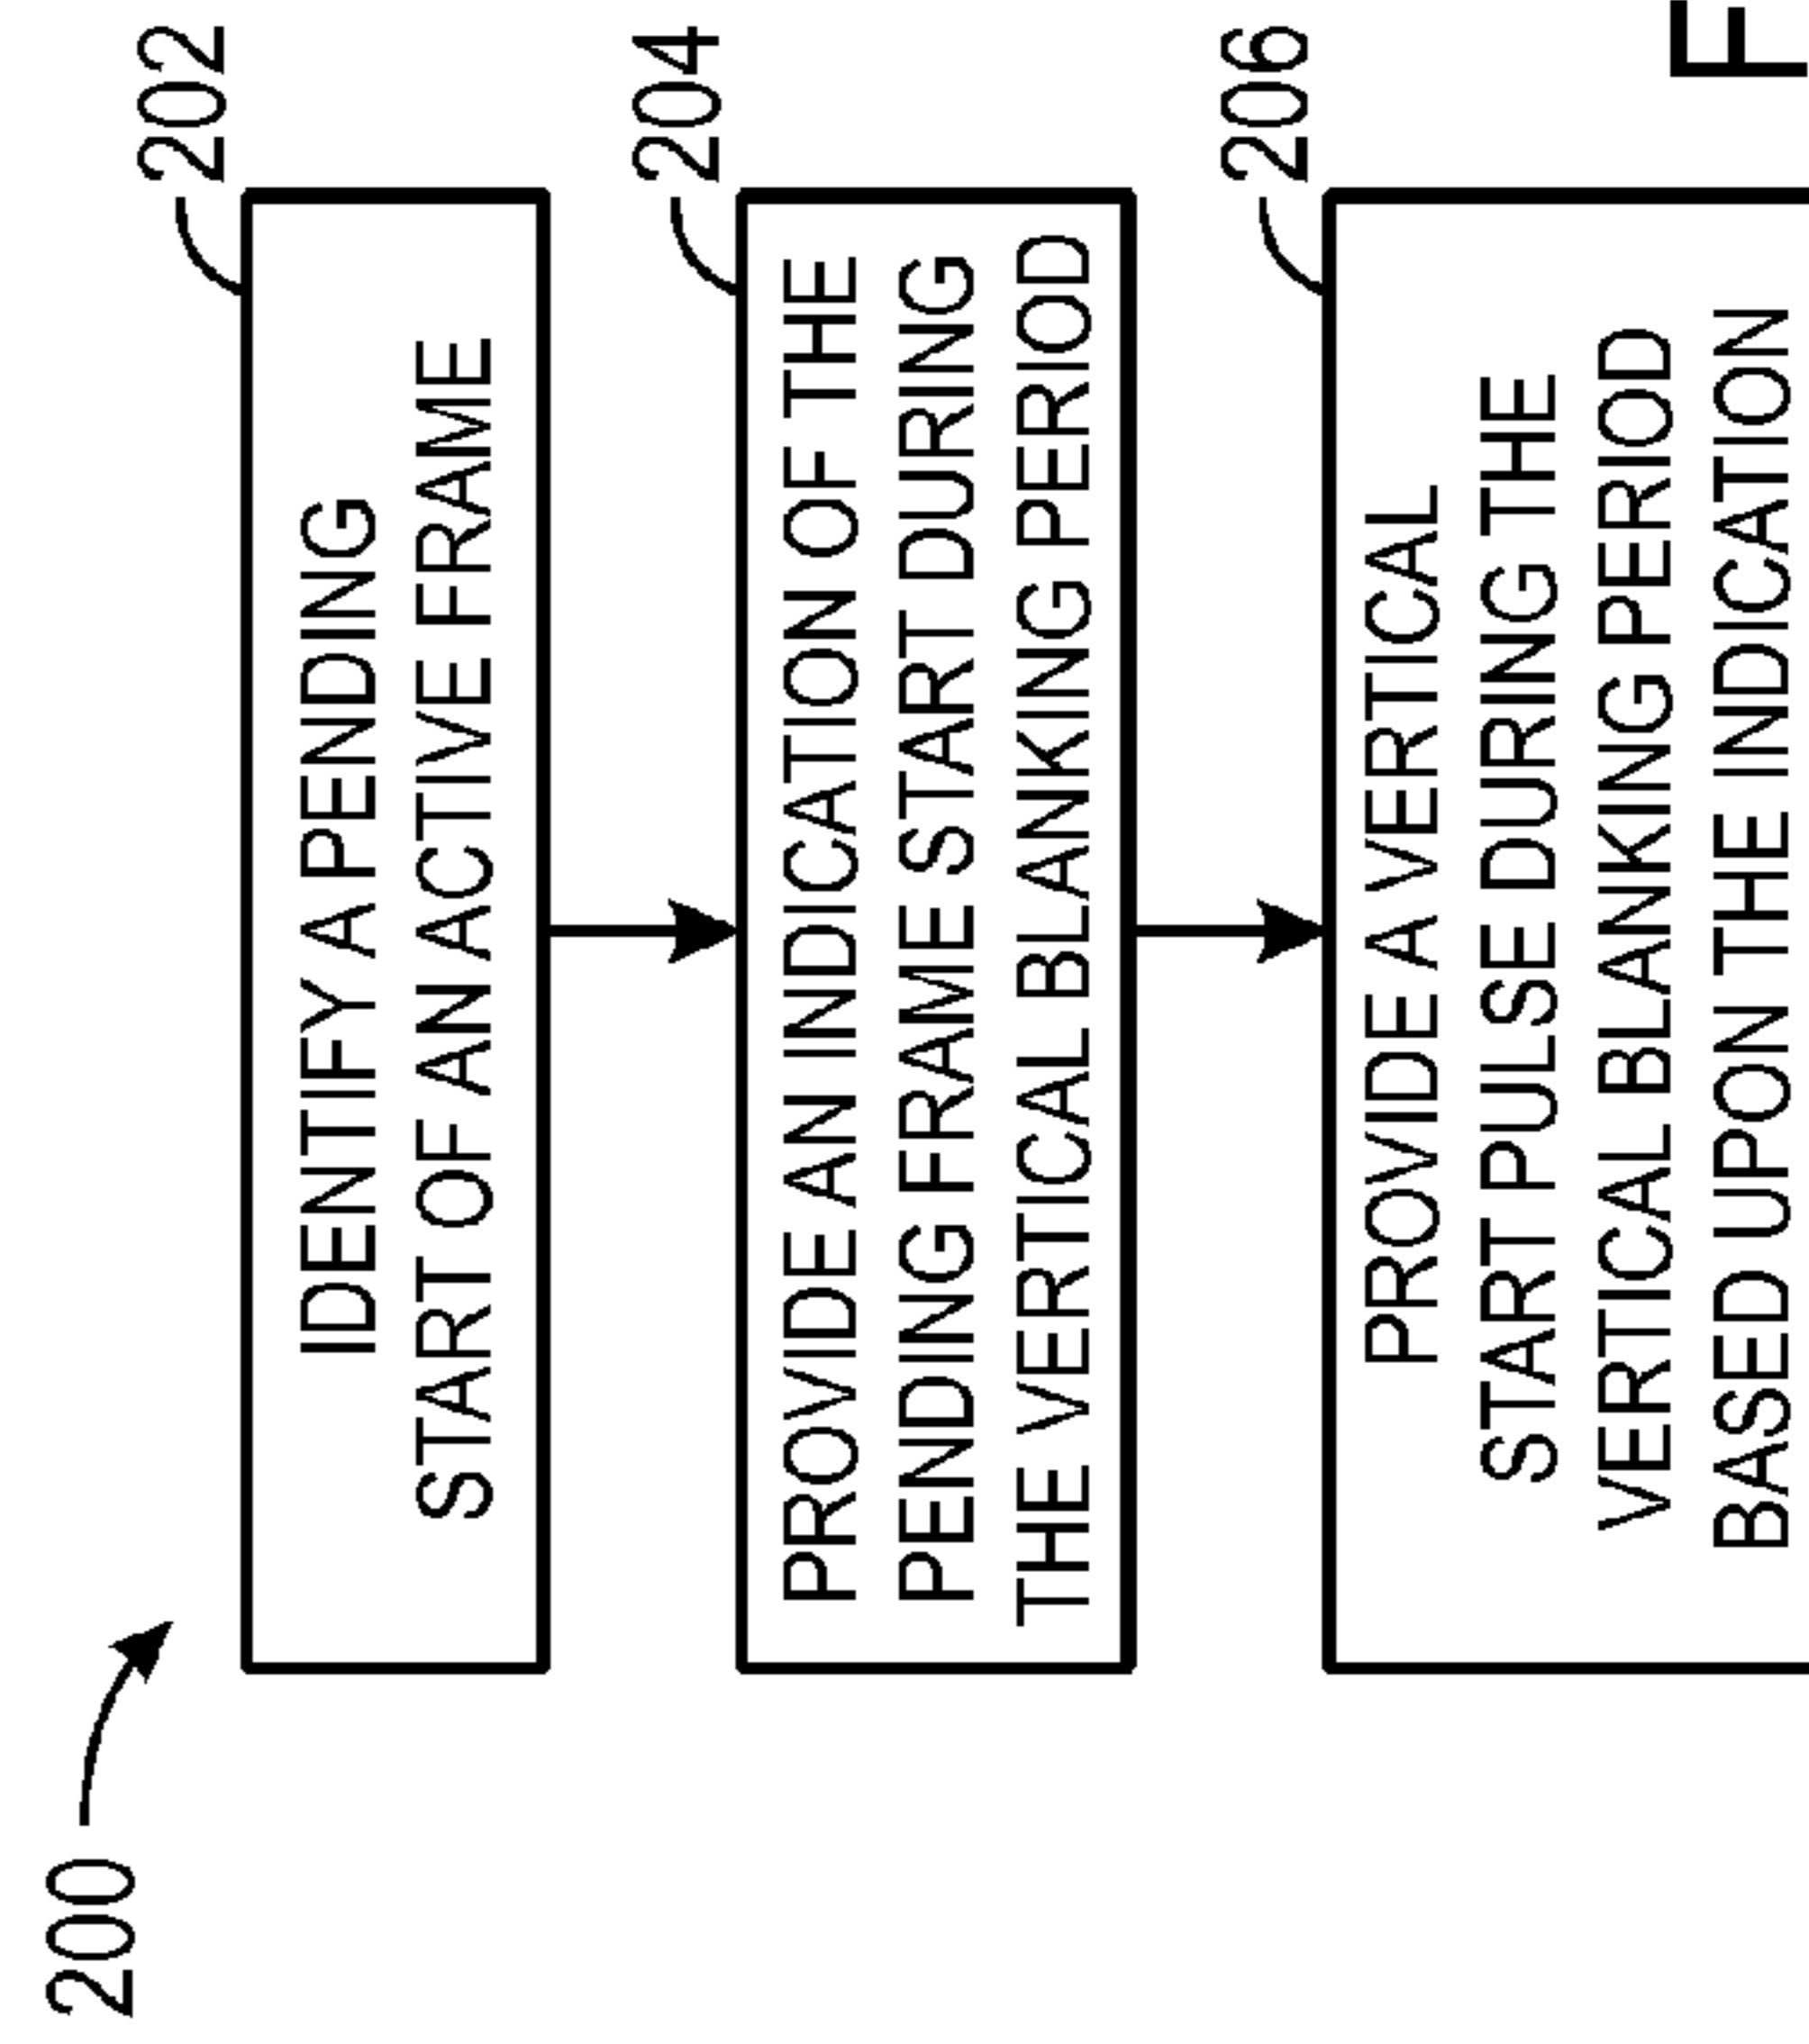 200
202
IDENTIFY A PENDING
START OF AN ACTIVE FRAME
204
PROVIDE AN INDICATION OF THE
PENDING FRAME START DURING
THE VERTICAL BLANKING PERIOD
206
PROVIDE A VERTICAL
START PULSE DURING THE
VERTICAL BLANKING PERIOD
BASED UPON THE INDICATION
F